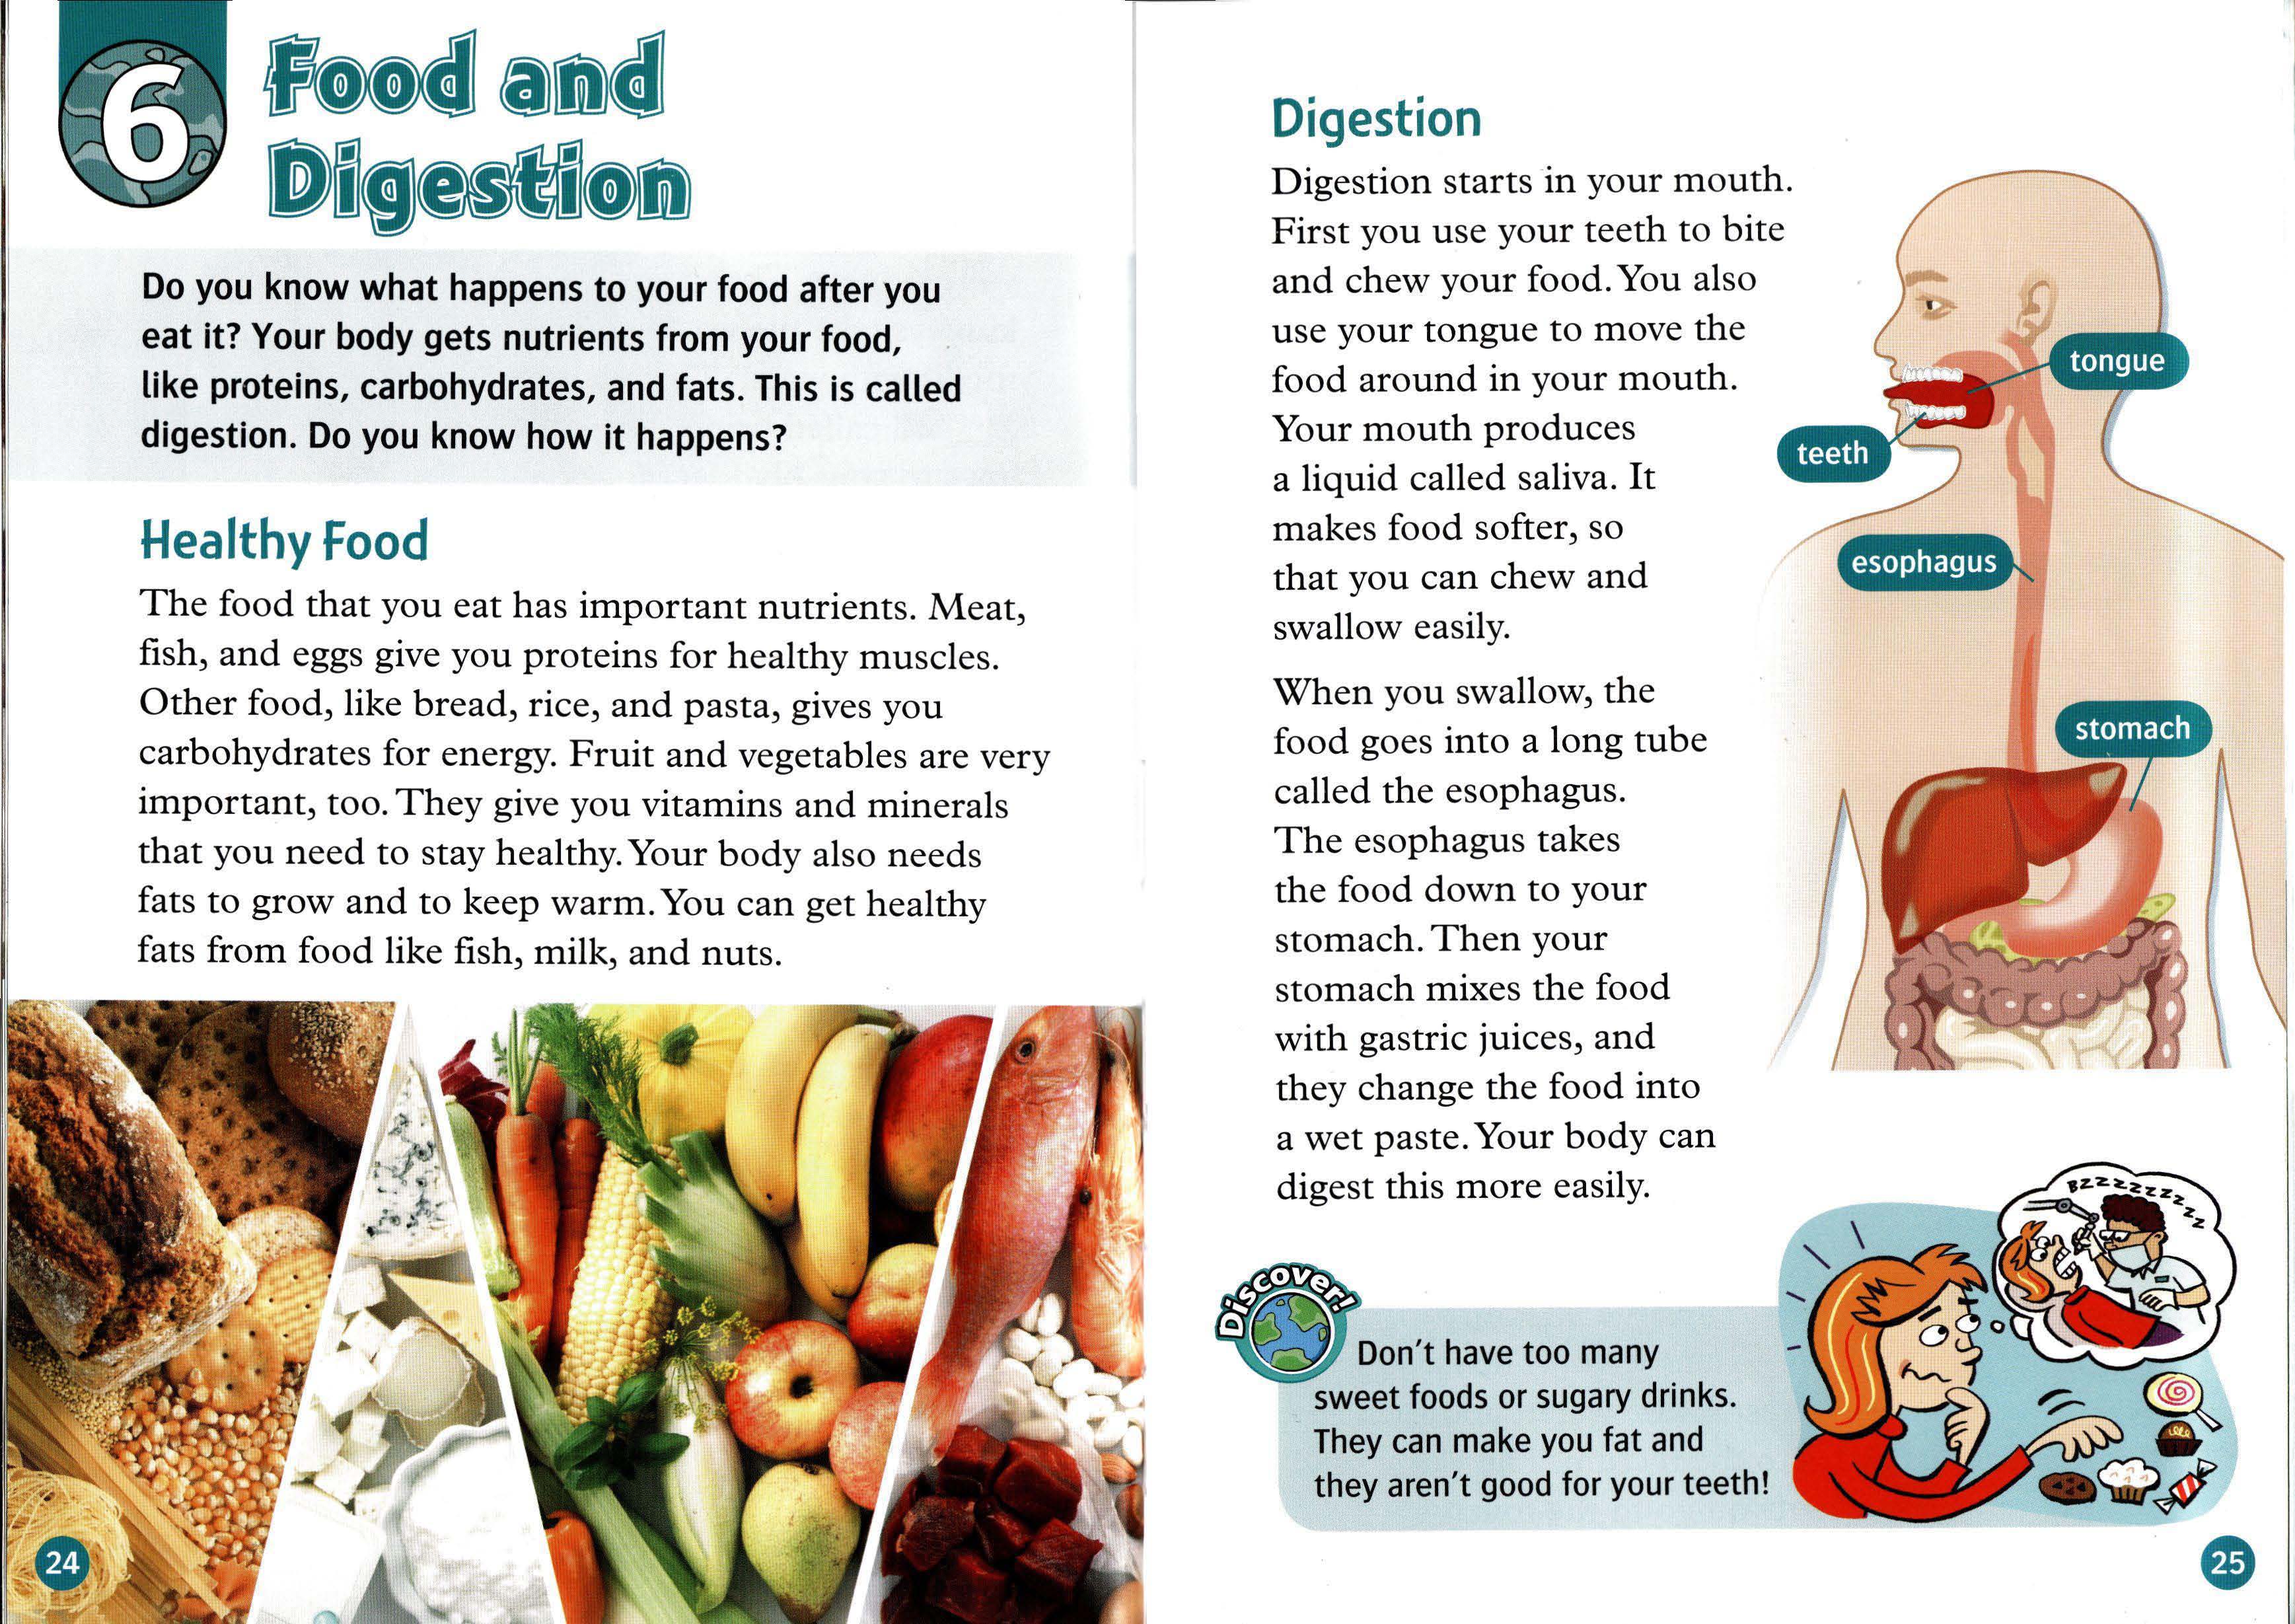 6
Food and
Digestion
Do you know what happens to your food after you
eat it? Your body gets nutrients from your food,
like proteins, carbohydrates, and fats. This is called
digestion. Do you know how it happens?
Healthy Food
The food that you eat has important nutrients. Meat,
fish, and eggs give you proteins for healthy muscles.
Other food, like bread, rice, and pasta, gives you
carbohydrates for energy. Fruit and vegetables are very
important, too. They give you vitamins and minerals
that you need to stay healthy. Your body also needs
fats to grow and to keep warm. You can get healthy
fats from food like fish, milk, and nuts.
24
Digestion
Digestion starts in your mouth.
First you use your teeth to bite
and chew your food. You also
use your tongue to move the
food around in your mouth.
Your mouth produces
a liquid called saliva. It
makes food softer, so
that you can chew and
swallow easily.
When you swallow, the
food goes into a long tube
called the esophagus.
The esophagus takes
the food down to your
stomach. Then your
stomach mixes the food
with gastric juices, and
they change the food into
a wet paste. Your body can
digest this more easily.
tongue
teeth
esophagus
stomach
Discover!
Don't have too many
sweet foods or sugary drinks.
They can make you fat and
they aren't good for your teeth!
BZZZZZZZZZ
25